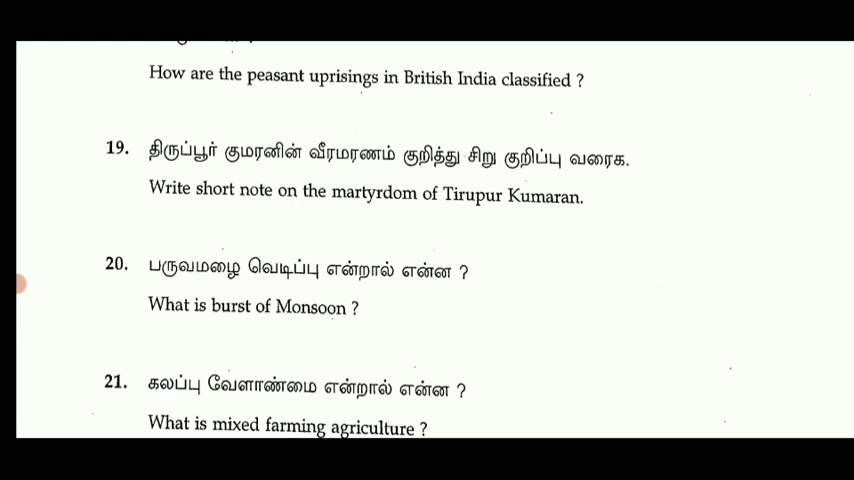 How are the peasant uprisings in British India classified ?
19. திருப்பூர் குமரனின் வீரமரணம் குறித்து சிறு குறிப்பு வரைக.
Write short note on the martyrdom of Tirupur Kumaran.
20. பருவமழை வெடிப்பு என்றால் என்ன ?
What is burst of Monsoon ?
21. கலப்பு வேளாண்மை என்றால் என்ன ?
What is mixed farming agriculture ?